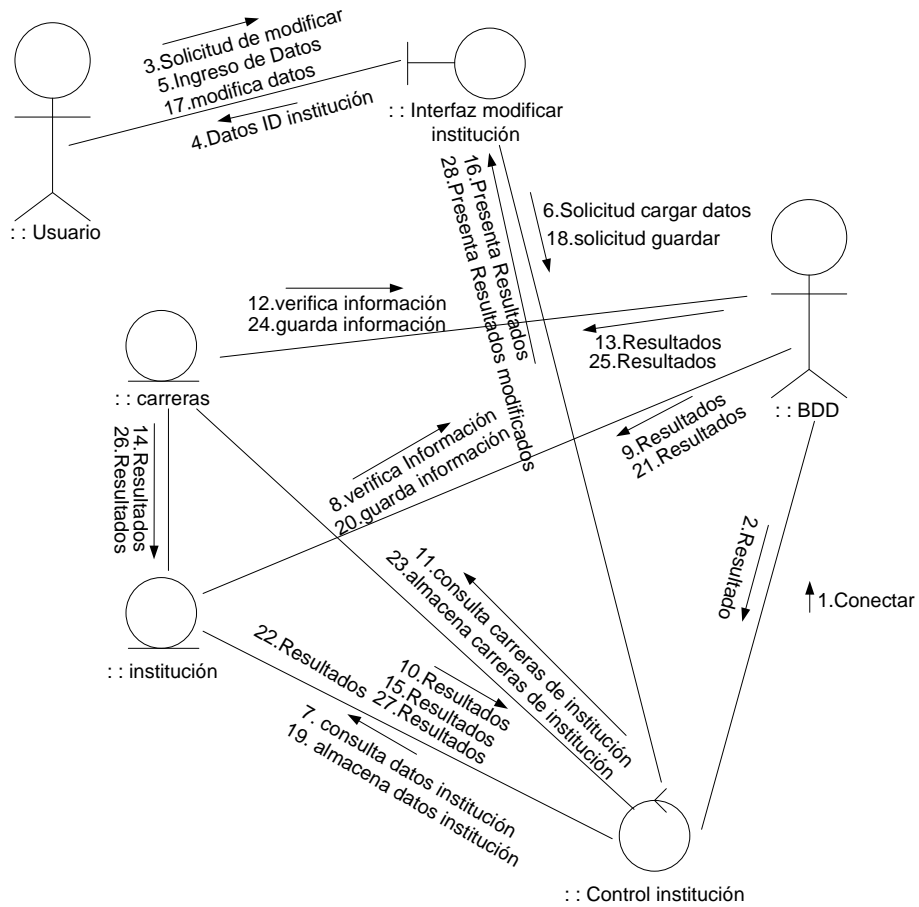 3.Solicitud de modificar
5.Ingreso de Datos
17.modifica datos
4.Datos ID institución
: : Interfaz modificar
institución
: : Usuario
16.Presenta Resultados
28.Presenta Resultados modificados
6.Solicitud cargar datos
18.solicitud guardar
12.verifica información
24.guarda información
13.Resultados
25.Resultados
: : carreras
: : BDD
14.Resultados
26.Resultados
8.verifica Información
20.guarda información
9.Resultados
21.Resultados
2.Resultado
1.Conectar
11.consulta carreras de institución
23.almacena carreras de institución
: : institución
22.Resultados
10.Resultados
15.Resultados
27.Resultados
7. consulta datos institución
19. almacena datos institución
: : Control institución